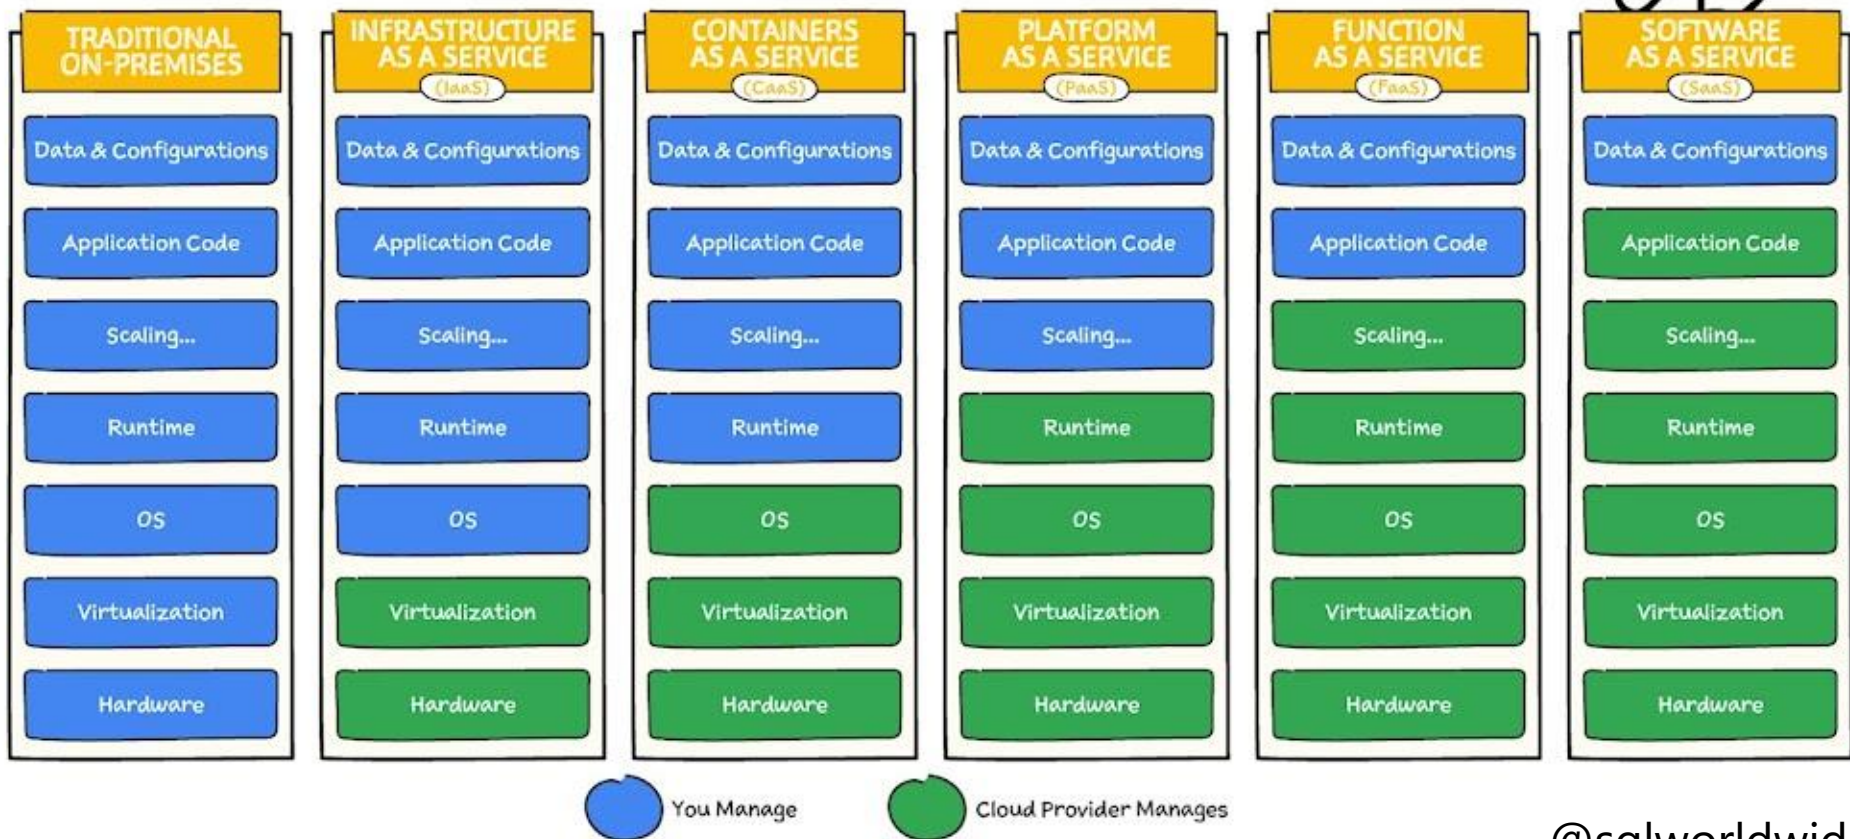 TRADITIONAL
ON-PREMISES
Data & Configurations
Application Code
Scaling...
Runtime
OS
Virtualization
Hardware
INFRASTRUCTURE
AS A SERVICE
(IaaS)
Data & Configurations
Application Code
Scaling...
Runtime
OS
Virtualization
Hardware
CONTAINERS
AS A SERVICE
(CaaS)
Data & Configurations
Application Code
Scaling...
Runtime
OS
Virtualization
Hardware
PLATFORM
AS A SERVICE
(PaaS)
Data & Configurations
Application Code
Scaling...
Runtime
OS
Virtualization
Hardware
FUNCTION
AS A SERVICE
(FaaS)
Data & Configurations
Application Code
Scaling...
Runtime
OS
Virtualization
Hardware
SOFTWARE
AS A SERVICE
(SaaS)
Data & Configurations
Application Code
Scaling...
Runtime
OS
Virtualization
Hardware
You Manage
Cloud Provider Manages